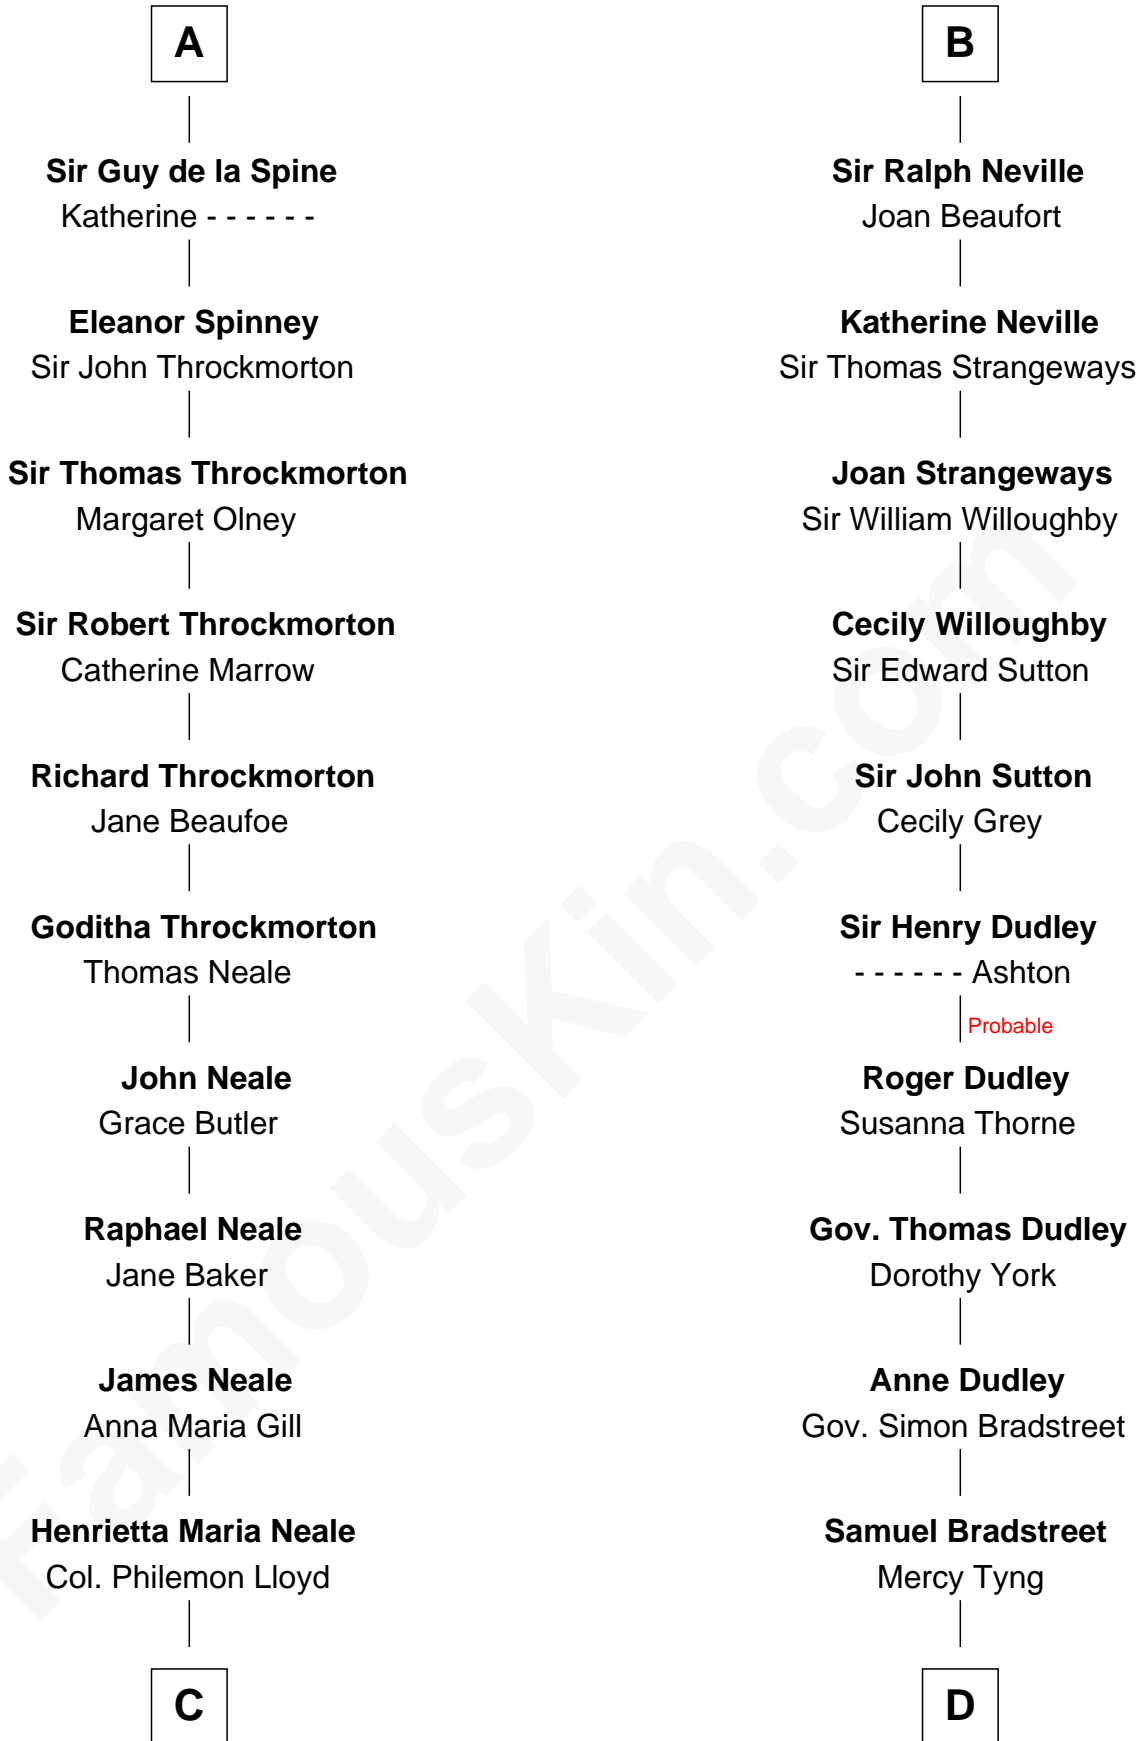 A
Sir Guy de la Spine
Katherine - - - - - -
Eleanor Spinney
Sir John Throckmorton
Sir Thomas Throckmorton
Margaret Olney
Sir Robert Throckmorton
Catherine Marrow
Richard Throckmorton
Jane Beaufoe
Goditha Throckmorton
Thomas Neale
John Neale
Grace Butler
Raphael Neale
Jane Baker
James Neale
Anna Maria Gill
Henrietta Maria Neale
Col. Philemon Lloyd
C
B
Sir Ralph Neville
Joan Beaufort
Katherine Neville
Sir Thomas Strangeways
Joan Strangeways
Sir William Willoughby
Cecily Willoughby
Sir Edward Sutton
Sir John Sutton
Cecily Grey
Sir Henry Dudley
- - - - - - Ashton
Probable
Roger Dudley
Susanna Thorne
Gov. Thomas Dudley
Dorothy York
Anne Dudley
Gov. Simon Bradstreet
Samuel Bradstreet
Mercy Tyng
D
FamousKin.com